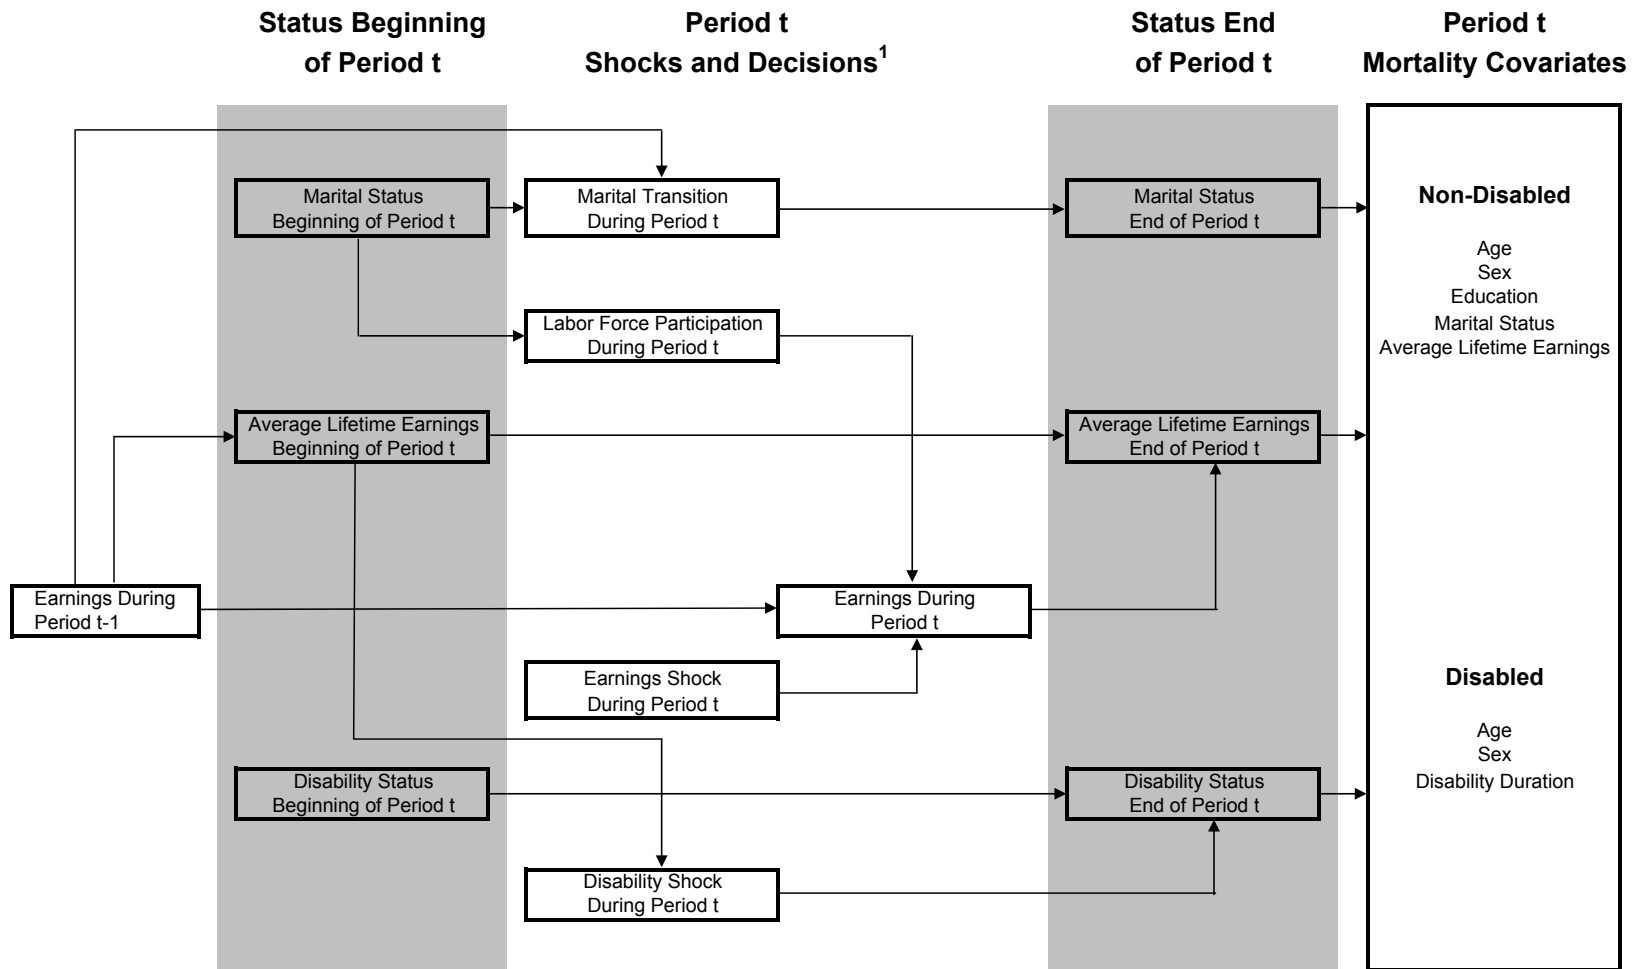 Status Beginning
of Period t
Period t
Shocks and Decisions¹
Status End
of Period t
Period t
Mortality Covariates
Marital Status
Beginning of Period t
Marital Transition
During Period t
Marital Status
End of Period t
Labor Force Participation
During Period t
Average Lifetime Earnings
Beginning of Period t
Average Lifetime Earnings
End of Period t
Earnings During
Period t-1
Earnings During
Period t
Earnings Shock
During Period t
Disability Status
Beginning of Period t
Disability Status
End of Period t
Disability Shock
During Period t
Non-Disabled
Age
Sex
Education
Marital Status
Average Lifetime Earnings
Disabled
Age
Sex
Disability Duration